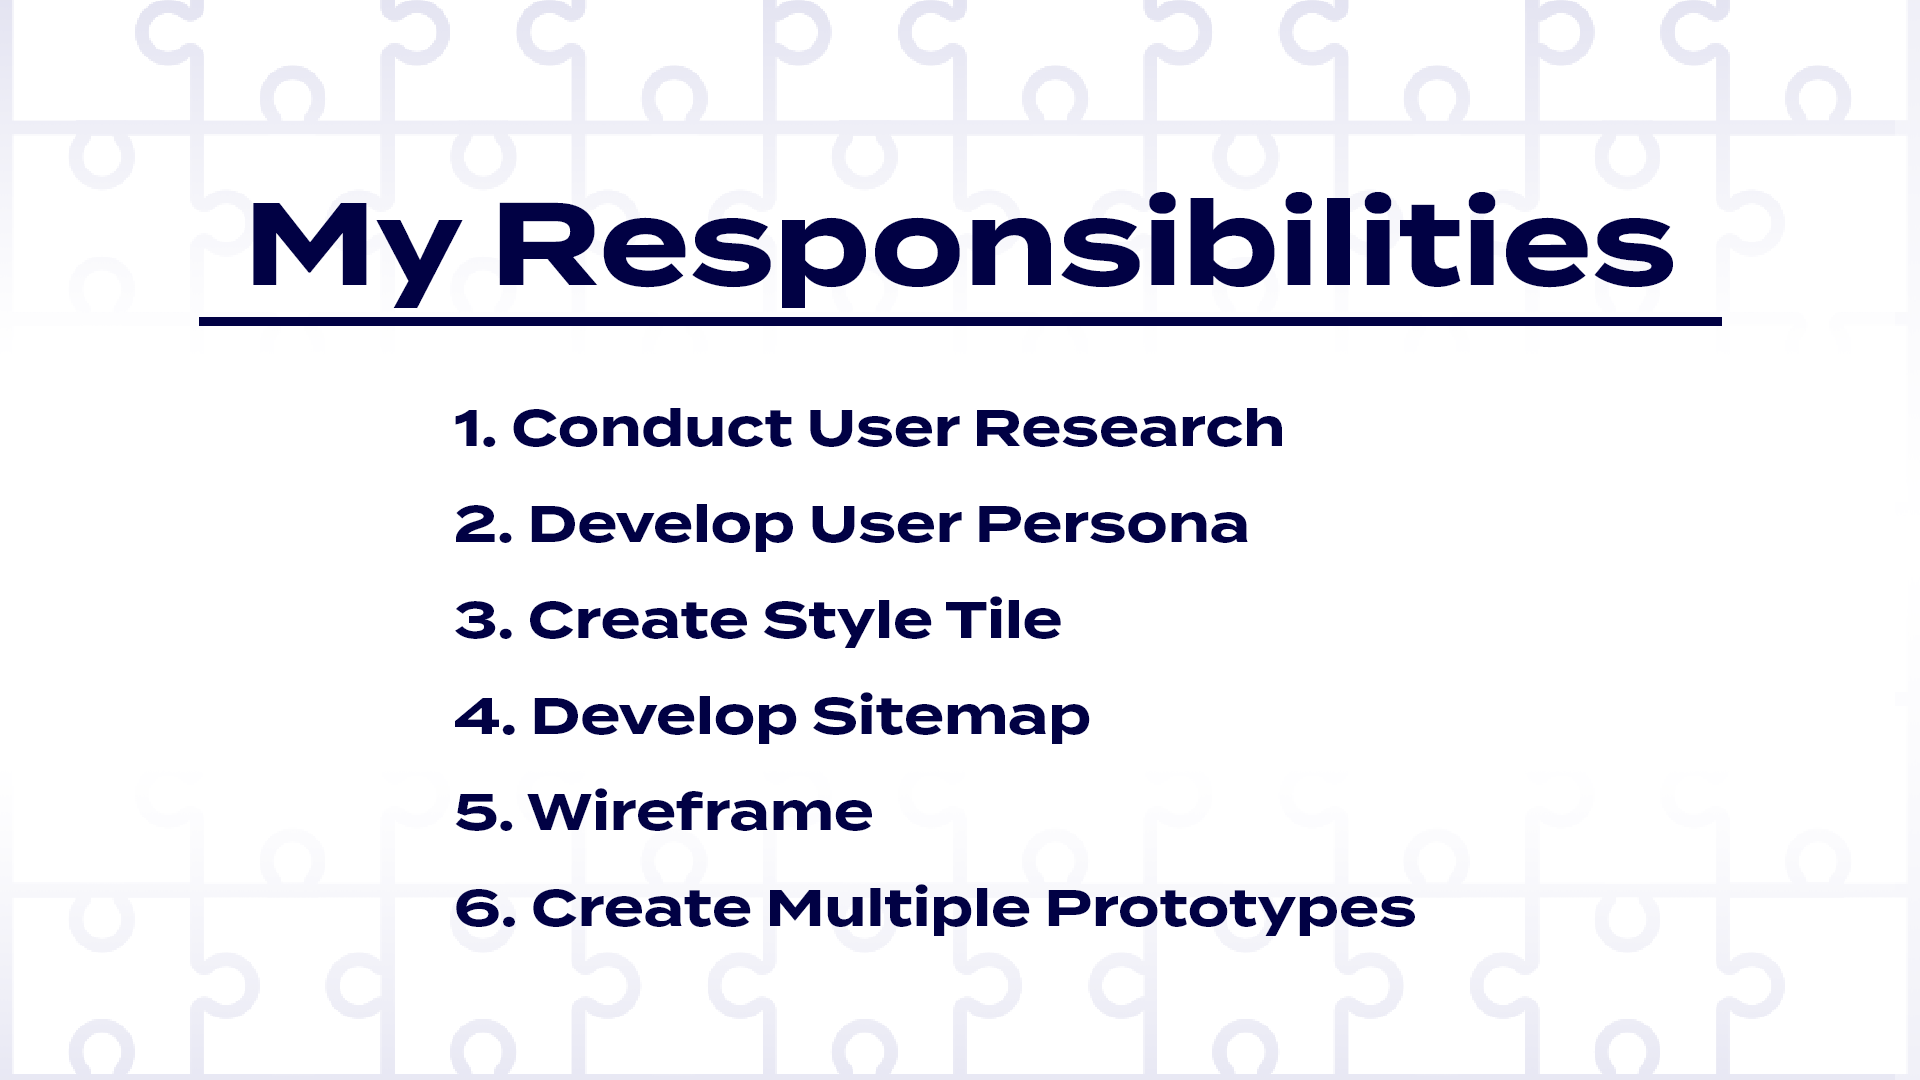 My Responsibilities
1. Conduct User Research
2. Develop User Persona
3. Create Style Tile
4. Develop Sitemap
5. Wireframe
6. Create Multiple Prototypes